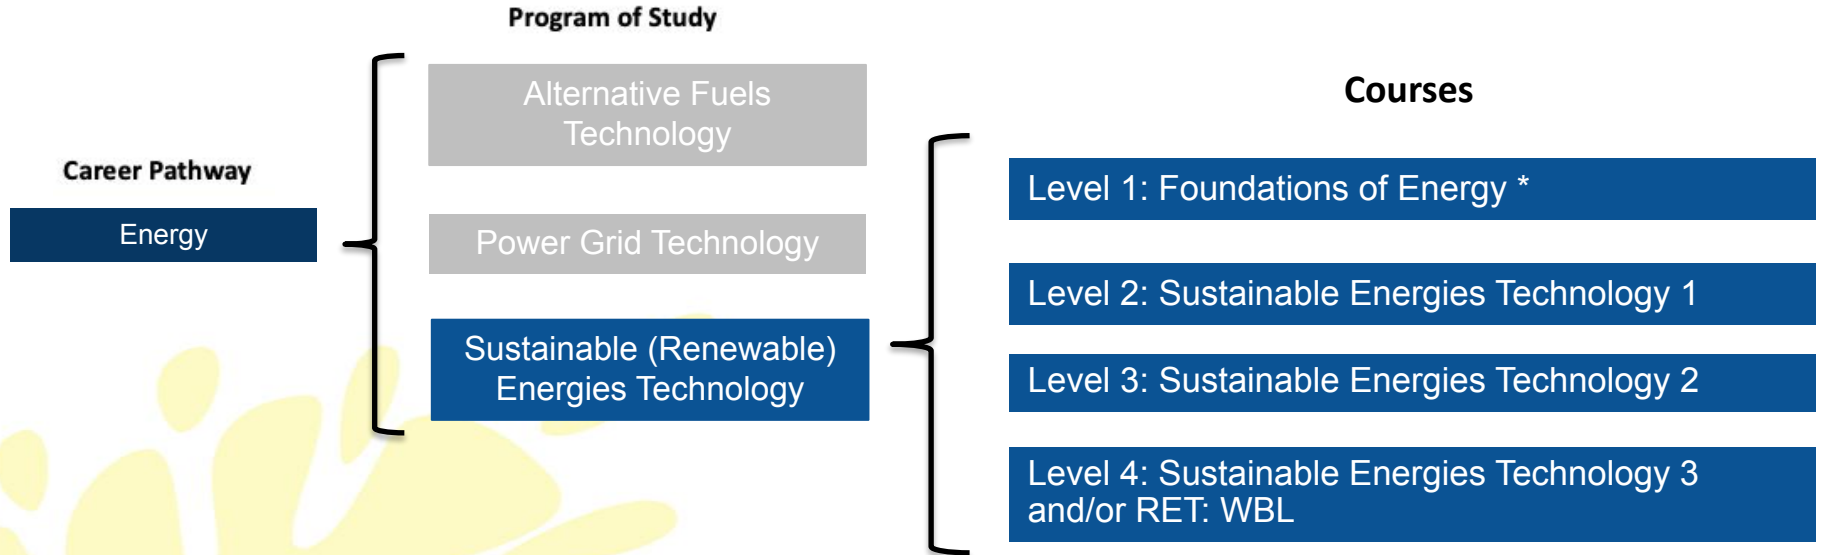 Program of Study
Alternative Fuels
Technology
Courses
Career Pathway
Level 1: Foundations of Energy *
Energy
Power Grid Technology
Level 2: Sustainable Energies Technology 1
Sustainable (Renewable)
Energies Technology
Level 3: Sustainable Energies Technology 2
Level 4: Sustainable Energies Technology 3
and/or RET: WBL